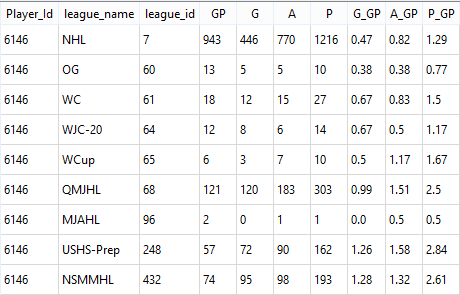 Player_Id league_name league_id GP G A P G_GP A_GP P_GP
6146 NHL 7 943 446 770 1216 0.47 0.82 1.29
6146 OG 60 13 5 5 10 0.38 0.38 0.77
6146 WC 61 18 12 15 27 0.67 0.83 1.5
6146 WJC-20 64 12 8 6 14 0.67 0.5 1.17
6146 WCup 65 6 3 7 10 0.5 1.17 1.67
6146 QMJHL 68 121 120 183 303 0.99 1.51 2.5
6146 MJAHL 96 2 0 1 1 0.0 0.5 0.5
6146 USHS-Prep 248 57 72 90 162 1.26 1.58 2.84
6146 NSMMHL 432 74 95 98 193 1.28 1.32 2.61